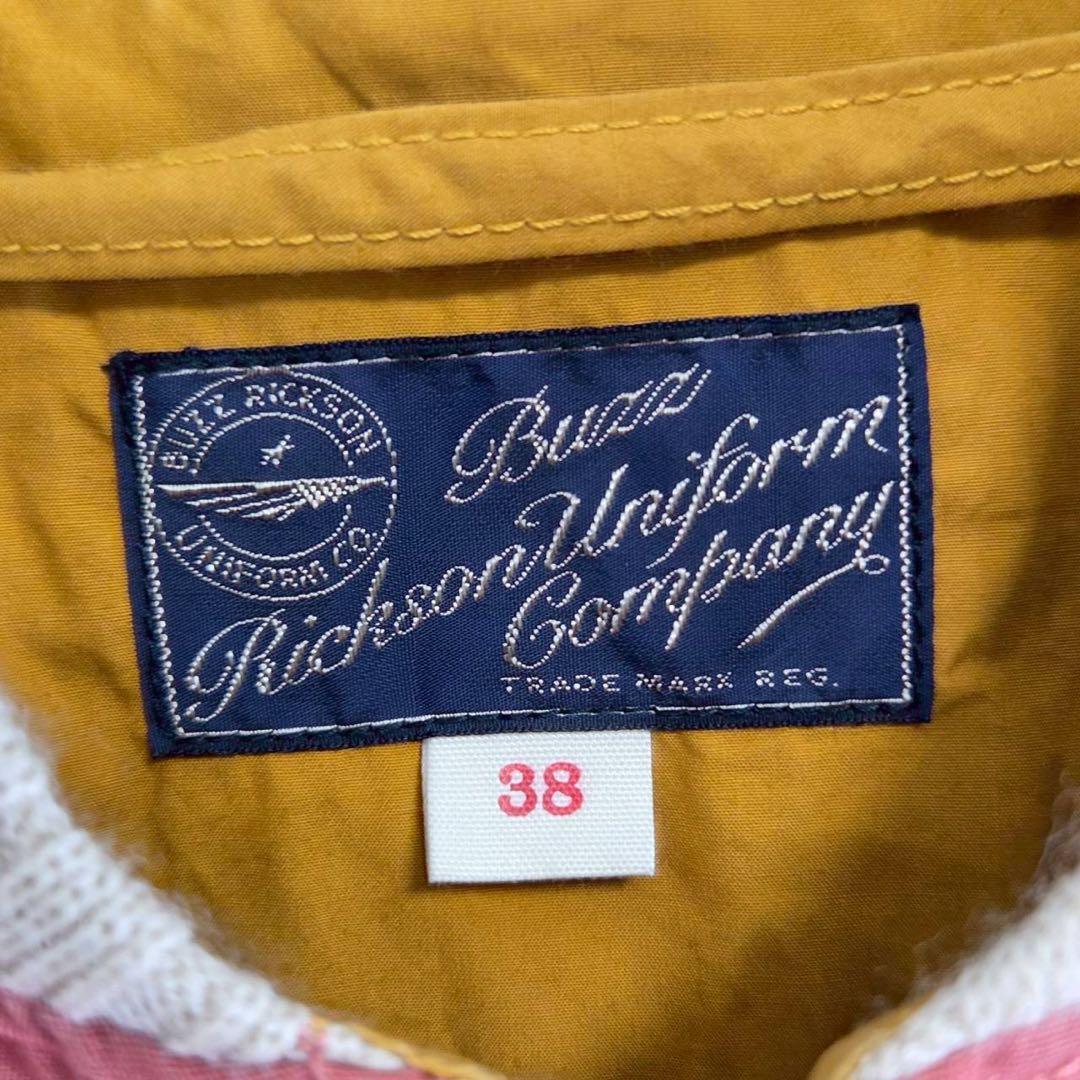 BUZZ RICKSON
UNIFORM CO.
Buzz
Rickson Uniform
Company
TRADE MARK REG.
38